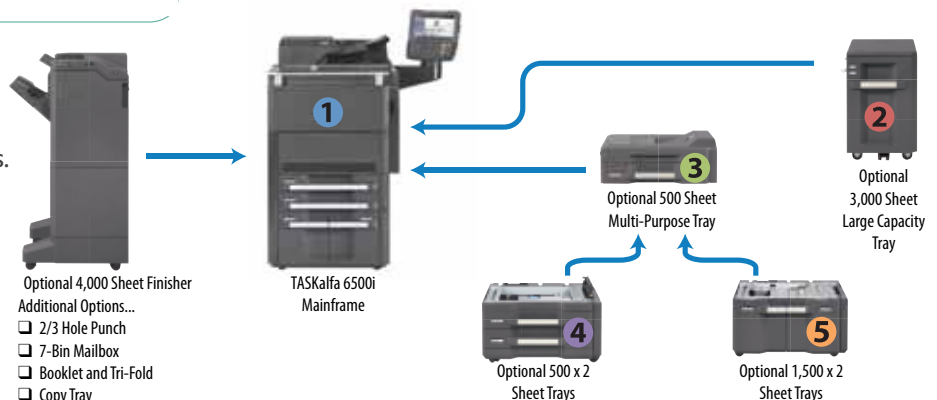 s.
1
2
3
4
5
Optional 4,000 Sheet Finisher
Additional Options...
❑ 2/3 Hole Punch
❑ 7-Bin Mailbox
❑ Booklet and Tri-Fold
❑ Copy Tray
TASKalfa 6500i
Mainframe
Optional 500 Sheet
Multi-Purpose Tray
Optional
3,000 Sheet
Large Capacity
Tray
Optional 500 x 2
Sheet Trays
Optional 1,500 x 2
Sheet Trays